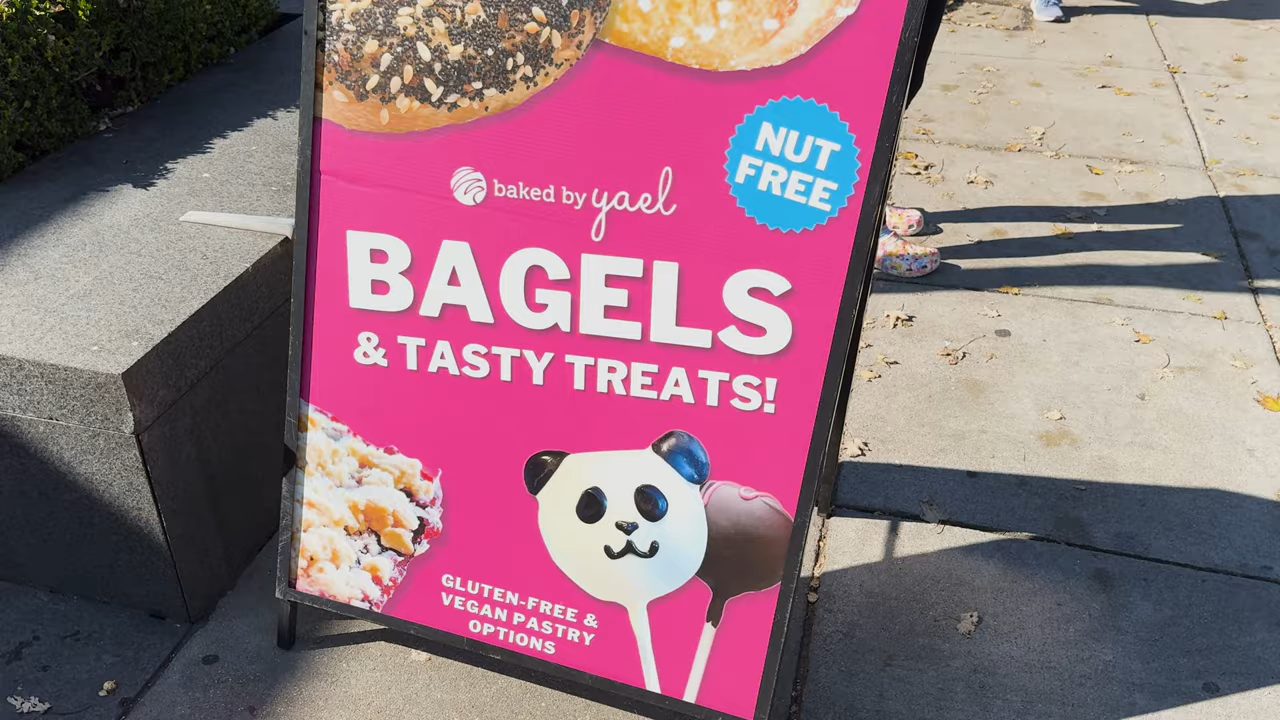 NUT
FREE
baked by yael
BAGELS
& TASTY TREATS!
GLUTEN-FREE &
VEGAN PASTRY
OPTIONS